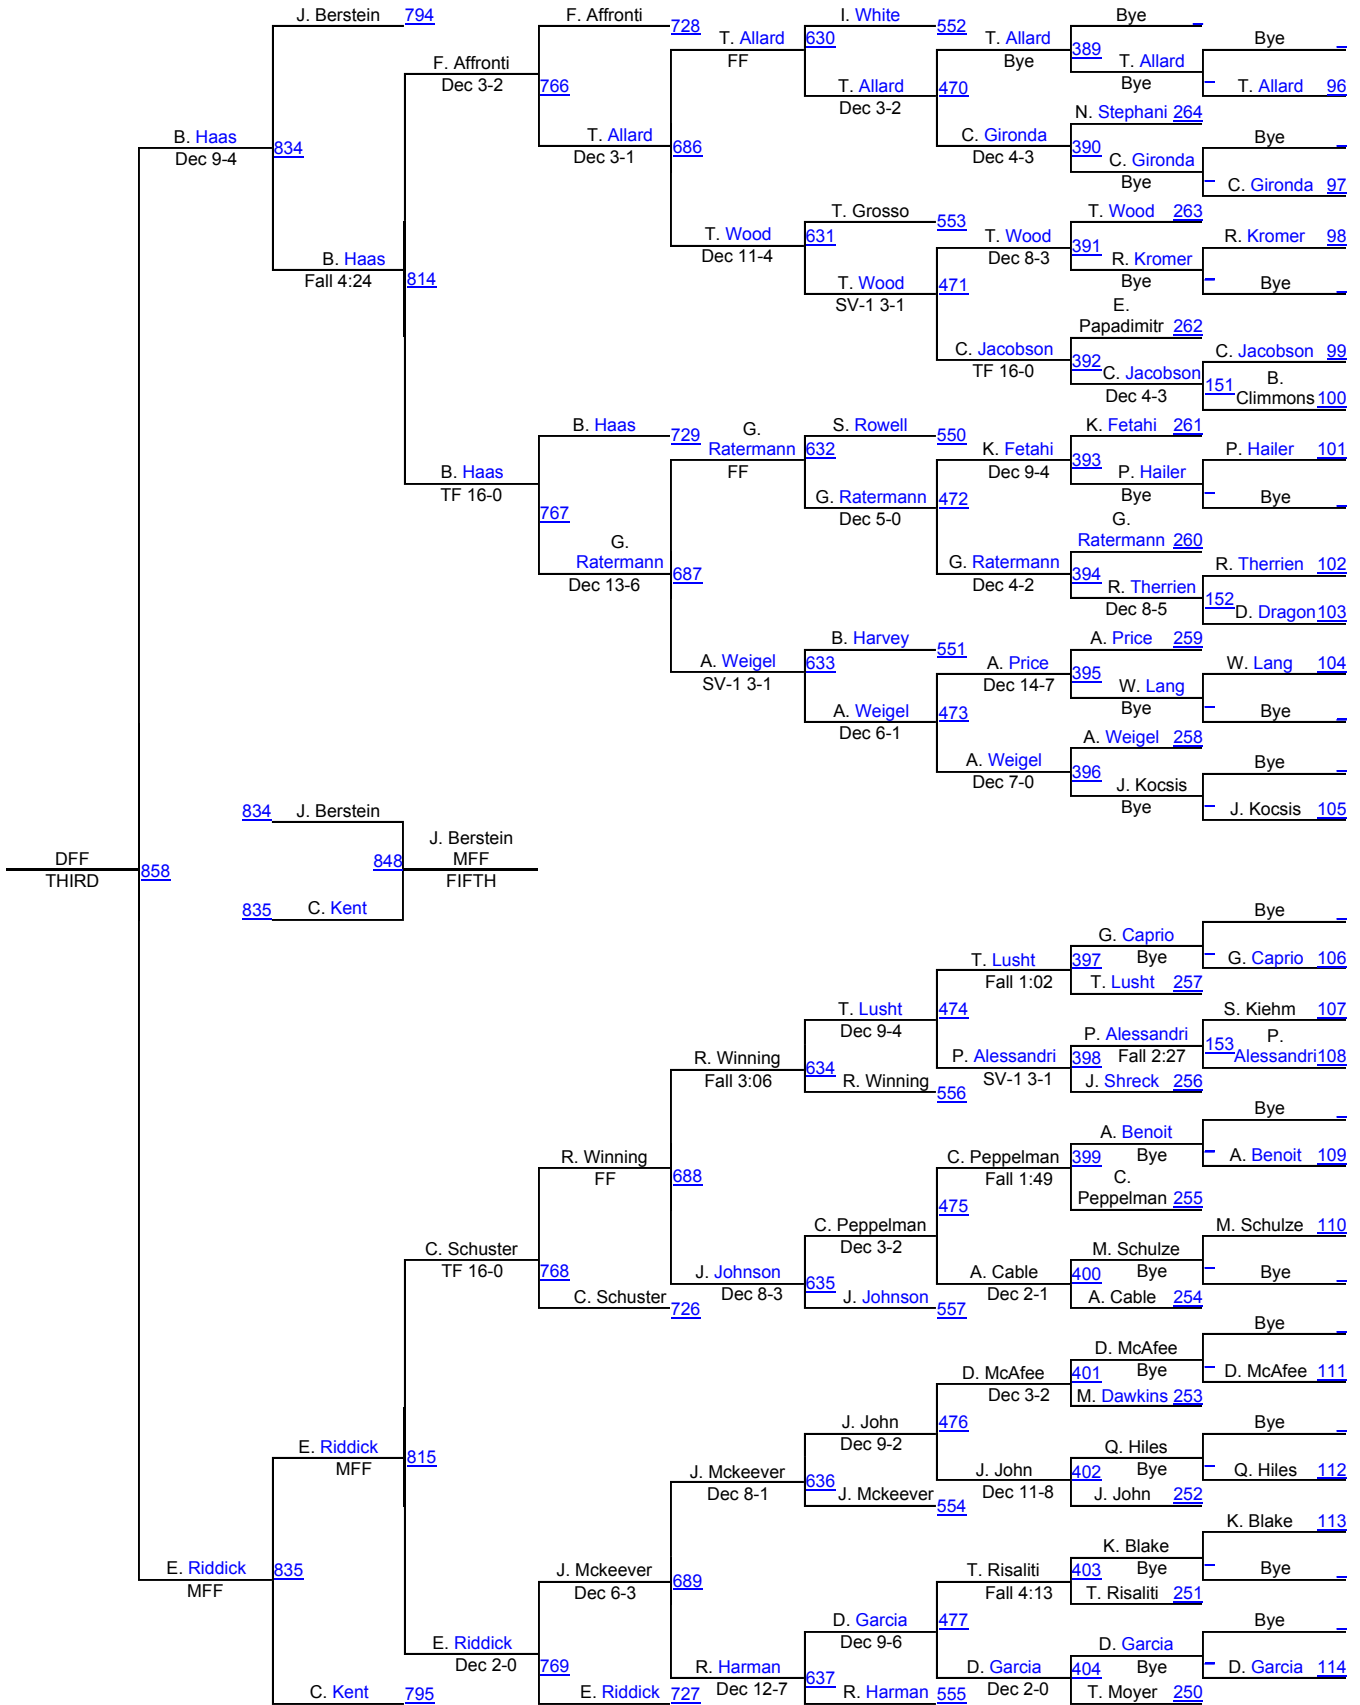 J. Berstein 794
F. Affronti
728
I. White
552
Bye
T. Allard
FF
630
T. Allard
Bye
389
Bye
T. Allard
Bye
F. Affronti
Dec 3-2
766
T. Allard
Dec 3-2
470
T. Allard 96
N. Stephani 264
B. Haas
Dec 9-4
834
T. Allard
Dec 3-1
686
C. Gironda
Dec 4-3
390
Bye
C. Gironda
Bye
C. Gironda 97
T. Grosso
553
T. Wood 263
T. Wood
Dec 11-4
631
T. Wood
Dec 8-3
391
R. Kromer 98
R. Kromer
Bye
B. Haas
Fall 4:24
814
T. Wood
SV-1 3-1
471
Bye
E.
Papadimitr 262
C. Jacobson
TF 16-0
392
C. Jacobson 99
C. Jacobson
Dec 4-3
151
B.
Climmons 100
B. Haas
729
G.
Ratermann
FF
632
S. Rowell
550
K. Fetahi 261
K. Fetahi
Dec 9-4
393
P. Hailer 101
P. Hailer
Bye
B. Haas
TF 16-0
767
G. Ratermann
Dec 5-0
472
Bye
G.
Ratermann 260
G.
Ratermann
Dec 13-6
687
G. Ratermann
Dec 4-2
394
R. Therrien 102
R. Therrien
Dec 8-5
152
D. Dragon 103
B. Harvey
551
A. Price 259
A. Weigel
SV-1 3-1
633
A. Price
Dec 14-7
395
W. Lang 104
W. Lang
Bye
A. Weigel
Dec 6-1
473
Bye
A. Weigel 258
A. Weigel
Dec 7-0
396
Bye
J. Kocsis
Bye
J. Kocsis 105
834 J. Berstein
J. Berstein
MFF
FIFTH
848
DFF
THIRD
858
835 C. Kent
Bye
G. Caprio
Bye
G. Caprio 106
T. Lusht
Fall 1:02
397
T. Lusht 257
T. Lusht
Dec 9-4
474
S. Kiehm 107
P. Alessandri
Fall 2:27
153
P.
Alessandri 108
R. Winning
Fall 3:06
634
P. Alessandri
SV-1 3-1
398
J. Shreck 256
R. Winning
556
Bye
A. Benoit
Bye
A. Benoit 109
R. Winning
FF
688
C. Peppelman
Fall 1:49
399
C.
Peppelman 255
475
C. Peppelman
Dec 3-2
M. Schulze 110
M. Schulze
Bye
C. Schuster
TF 16-0
768
J. Johnson
Dec 8-3
635
A. Cable
Dec 2-1
400
Bye
C. Schuster
726
J. Johnson
557
A. Cable 254
Bye
D. McAfee
Bye
D. McAfee 111
D. McAfee
Dec 3-2
401
M. Dawkins 253
J. John
Dec 9-2
476
Bye
E. Riddick
MFF
815
Q. Hiles
Bye
Q. Hiles 112
J. Mckeever
Dec 8-1
636
J. John
Dec 11-8
402
J. Mckeever
554
J. John 252
K. Blake 113
K. Blake
Bye
E. Riddick
MFF
835
J. Mckeever
Dec 6-3
689
T. Risaliti
Fall 4:13
403
Bye
T. Risaliti 251
D. Garcia
Dec 9-6
477
Bye
E. Riddick
Dec 2-0
769
D. Garcia
Bye
D. Garcia 114
R. Harman
Dec 12-7
637
D. Garcia
Dec 2-0
404
C. Kent 795
E. Riddick 727
R. Harman 555
T. Moyer 250